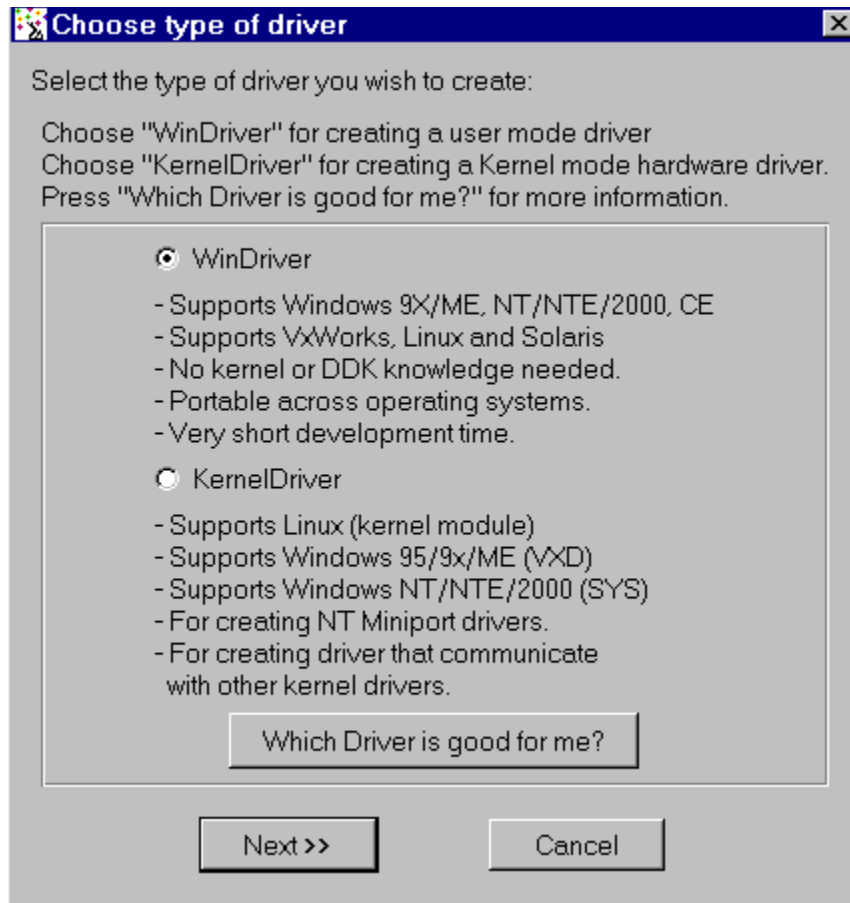 Choose type of driver
Select the type of driver you wish to create:
Choose "WinDriver" for creating a user mode driver
Choose "KernelDriver" for creating a Kernel mode hardware driver.
Press "Which Driver is good for me?" for more information.
WinDriver
- Supports Windows 9X/ME, NT/NTE/2000, CE
- Supports VxWorks, Linux and Solaris
- No kernel or DDK knowledge needed.
- Portable across operating systems.
- Very short development time.
KernelDriver
- Supports Linux (kernel module)
- Supports Windows 95/9x/ME (VXD)
- Supports Windows NT/NTE/2000 (SYS)
- For creating NT Miniport drivers.
- For creating driver that communicate
with other kernel drivers.
Which Driver is good for me?
Next >>
Cancel